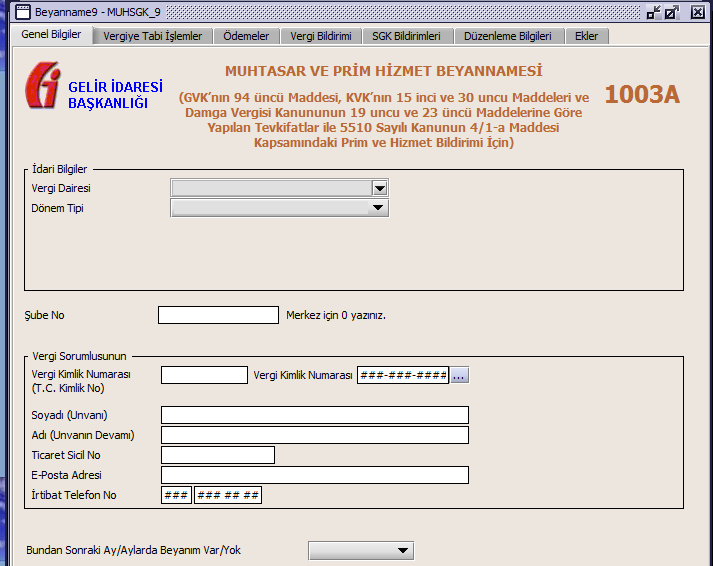 Beyanname9 - MUHSGK_9
Genel Bilgiler Vergiye Tabi İşlemler Ödemeler Vergi Bildirimi SGK Bildirimleri Düzenleme Bilgileri Ekler
GELİR İDARESİ
BAŞKANLIĞI
MUHTASAR VE PRİM HİZMET BEYANNAMESİ
1003A
(GVK’nın 94 üncü Maddesi, KVK’nın 15 inci ve 30 uncu Maddeleri ve
Damga Vergisi Kanununun 19 uncu ve 23 üncü Maddelerine Göre
Yapılan Tevkifatlar ile 5510 Sayılı Kanunun 4/1-a Maddesi
Kapsamındaki Prim ve Hizmet Bildirimi İçin)
İdari Bilgiler
Vergi Dairesi
Dönem Tipi
Şube No Merkez için 0 yazınız.
Vergi Sorumlusunun
Vergi Kimlik Numarası
(T.C. Kimlik No)
Vergi Kimlik Numarası ###-###-#### ...
Soyadı (Unvanı)
Adı (Unvanın Devamı)
Ticaret Sicil No
E-Posta Adresi
İrtibat Telefon No ### ### ## ##
Bundan Sonraki Ay/Aylarda Beyanım Var/Yok